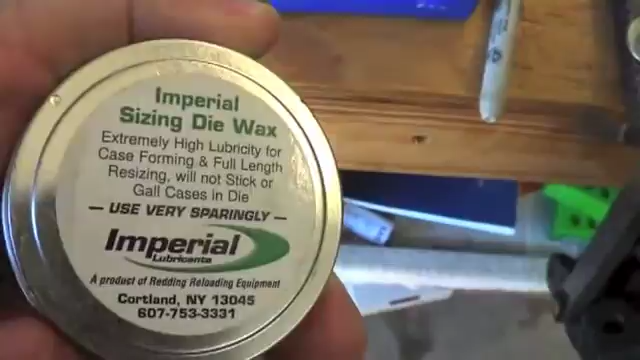 Imperial
Sizing Die Wax
Extremely High Lubricity for
Case Forming & Full Length
Resizing, will not Stick or
Gall Cases in Die
— USE VERY SPARINGLY —
Imperial
Lubricants
A product of Redding Reloading Equipment
Cortland, NY 13045
607-753-3331